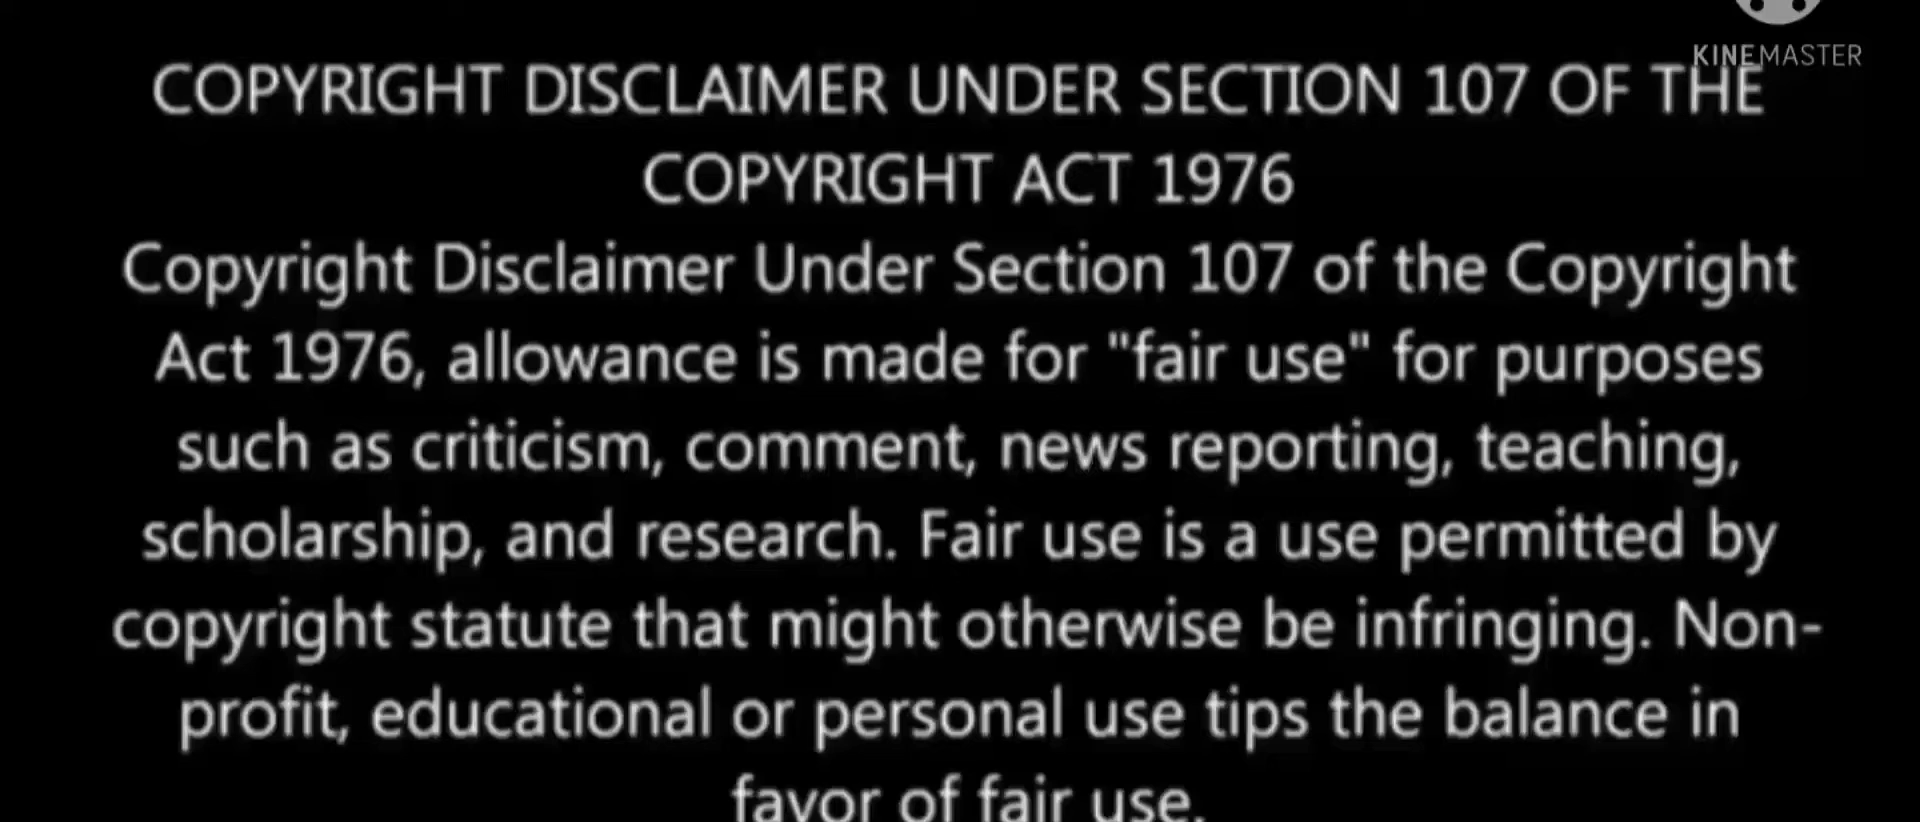 KINEMASTER
COPYRIGHT DISCLAIMER UNDER SECTION 107 OF THE
COPYRIGHT ACT 1976
Copyright Disclaimer Under Section 107 of the Copyright
Act 1976, allowance is made for "fair use" for purposes
such as criticism, comment, news reporting, teaching,
scholarship, and research. Fair use is a use permitted by
copyright statute that might otherwise be infringing. Non-
profit, educational or personal use tips the balance in
favor of fair use.